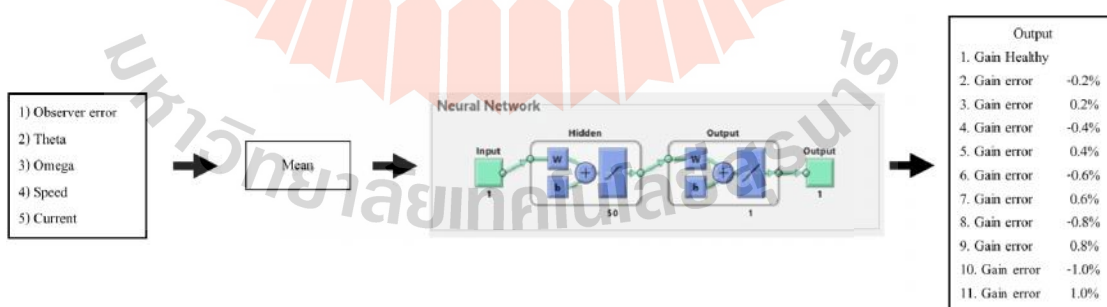 1) Observer error
2) Theta
3) Omega
4) Speed
5) Current
Mean
Neural Network
Hidden
Output
Input
W
b
W
b
Output
1
50
1
1
Output
1. Gain Healthy
2. Gain error -0.2%
3. Gain error 0.2%
4. Gain error -0.4%
5. Gain error 0.4%
6. Gain error -0.6%
7. Gain error 0.6%
8. Gain error -0.8%
9. Gain error 0.8%
10. Gain error -1.0%
11. Gain error 1.0%